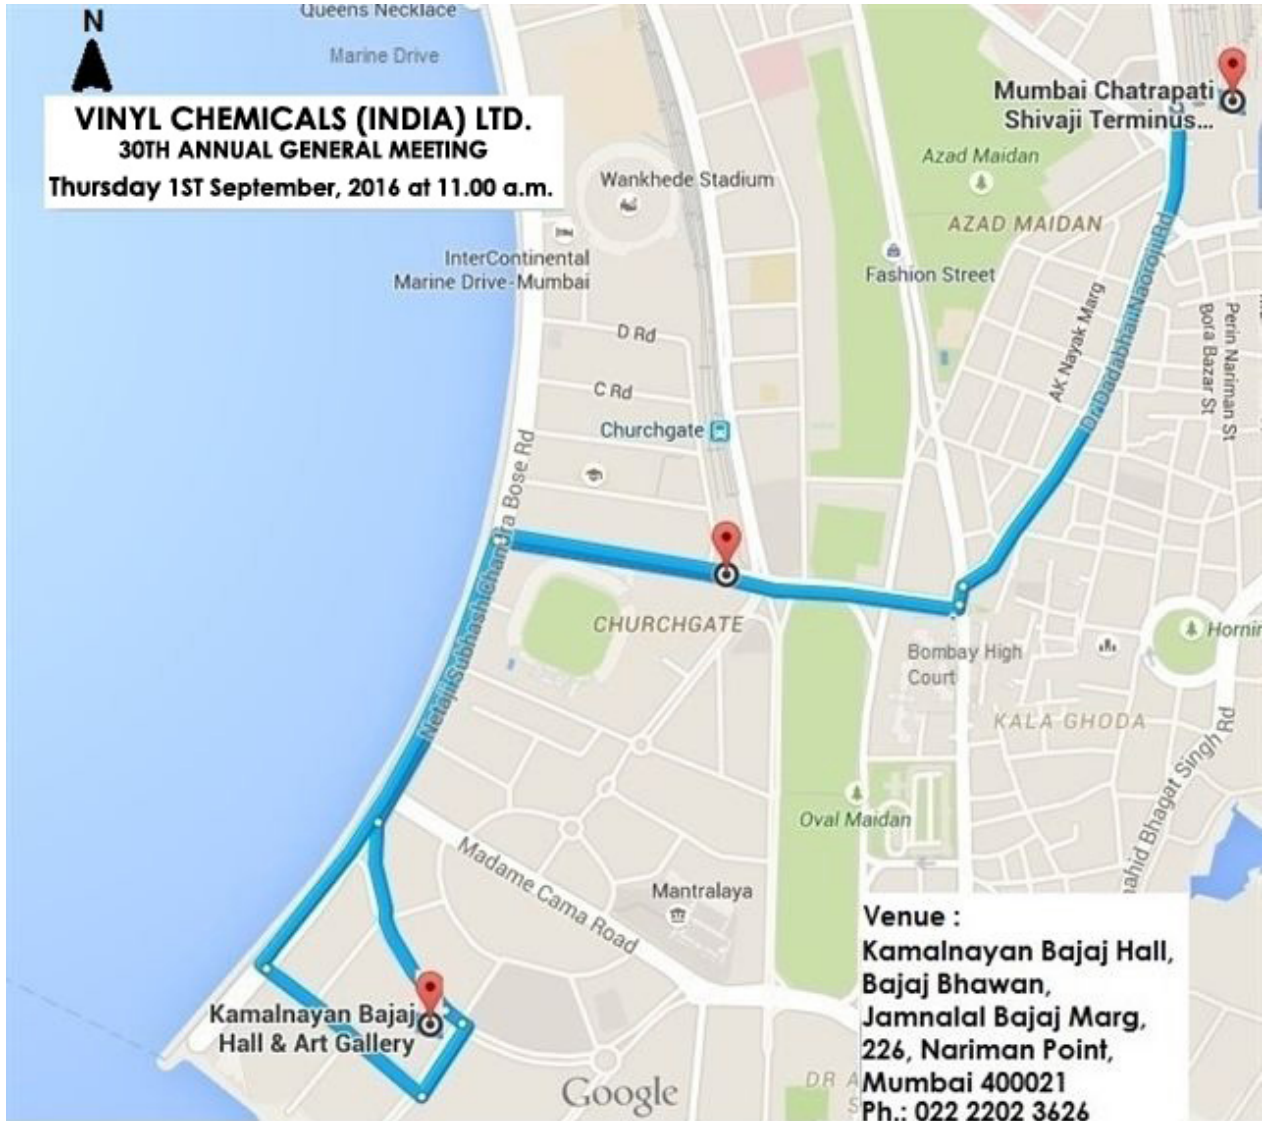 Queens Necklace
N
Marine Drive
VINYL CHEMICALS (INDIA) LTD.
30TH ANNUAL GENERAL MEETING
Thursday 1ST September, 2016 at 11.00 a.m.
Mumbai Chatrapati
Shivaji Terminus...
Azad Maidan
Wankhede Stadium
AZAD MAIDAN
InterContinental
Marine Drive-Mumbai
Fashion Street
Dr Dadabhai Naoroji Rd
AK Nayak Marg
Perin Nariman St
Bora Bazar St
D Rd
C Rd
Churchgate
Netaji Subhash Chandra Bose Rd
CHURCHGATE
Bombay High
Court
KALA GHODA
Oval Maidan
Bhagat Singh Rd
Madame Cama Road
Mantralaya
Kamalnayan Bajaj
Hall & Art Gallery
Google
Venue :
Kamalnayan Bajaj Hall,
Bajaj Bhawan,
Jamnalal Bajaj Marg,
226, Nariman Point,
Mumbai 400021
Ph.: 022 2202 3626
DR A